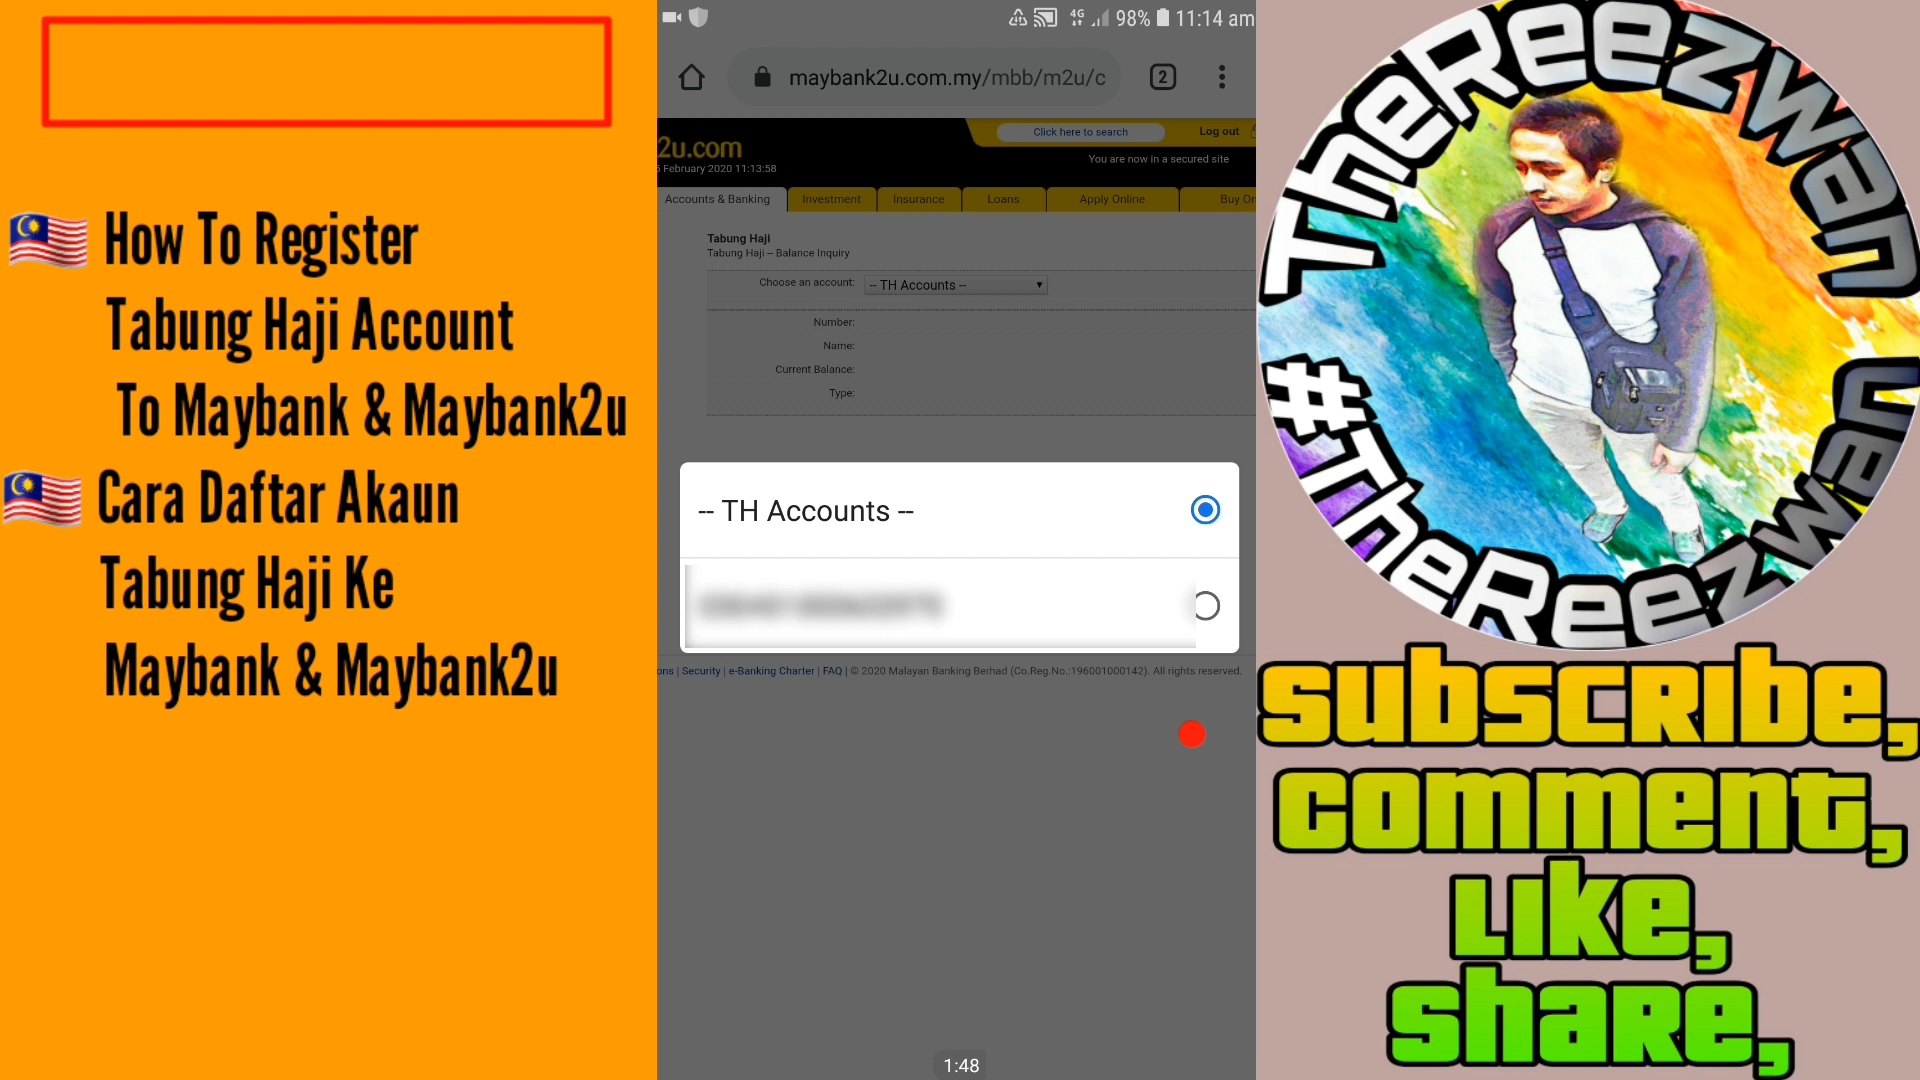 How To Register
Tabung Haji Account
To Maybank & Maybank2u
Cara Daftar Akaun
Tabung Haji Ke
Maybank & Maybank2u
4G 98% 11:14 am
maybank2u.com.my/mbb/m2u/c
2
2u.com
February 2020 11:13:58
Click here to search
Log out
You are now in a secured site
Accounts & Banking
Investment
Insurance
Loans
Apply Online
Buy On
Tabung Haji
Tabung Haji -- Balance Inquiry
Choose an account: -- TH Accounts --
Number:
Name:
Current Balance:
Type:
-- TH Accounts --
ons | Security | e-Banking Charter | FAQ | © 2020 Malayan Banking Berhad (Co.Reg.No.:196001000142). All rights reserved.
1:48
TheReezwan
#TheReezwan
subscribe,
comment,
Like,
share,